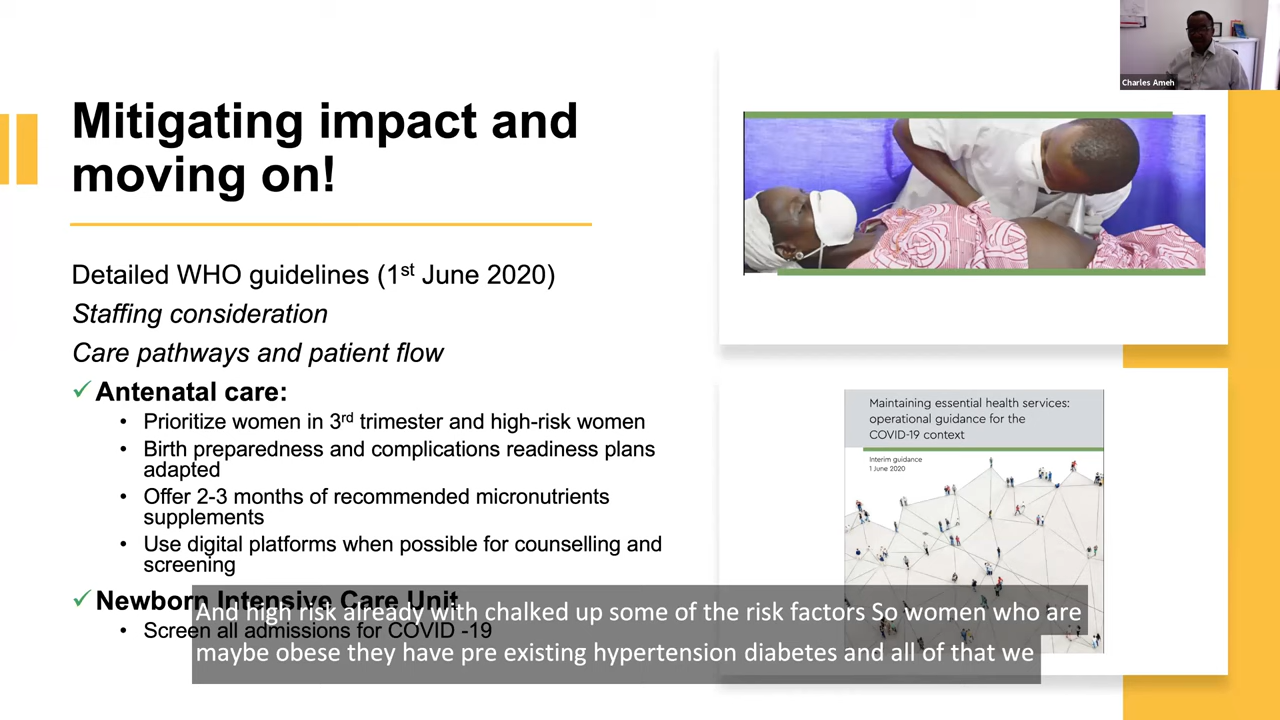 Charles Ameh
Mitigating impact and
moving on!
Detailed WHO guidelines (1st June 2020)
Staffing consideration
Care pathways and patient flow
✓ Antenatal care:
• Prioritize women in 3rd trimester and high-risk women
• Birth preparedness and complications readiness plans
adapted
• Offer 2-3 months of recommended micronutrients
supplements
• Use digital platforms when possible for counselling and
screening
✓ Newborn Intensive Care Unit
• Screen all admissions for COVID -19
Maintaining essential health services:
operational guidance for the
COVID-19 context
Interim guidance
1 June 2020
And high risk already with chalked up some of the risk factors So women who are
maybe obese they have pre existing hypertension diabetes and all of that we